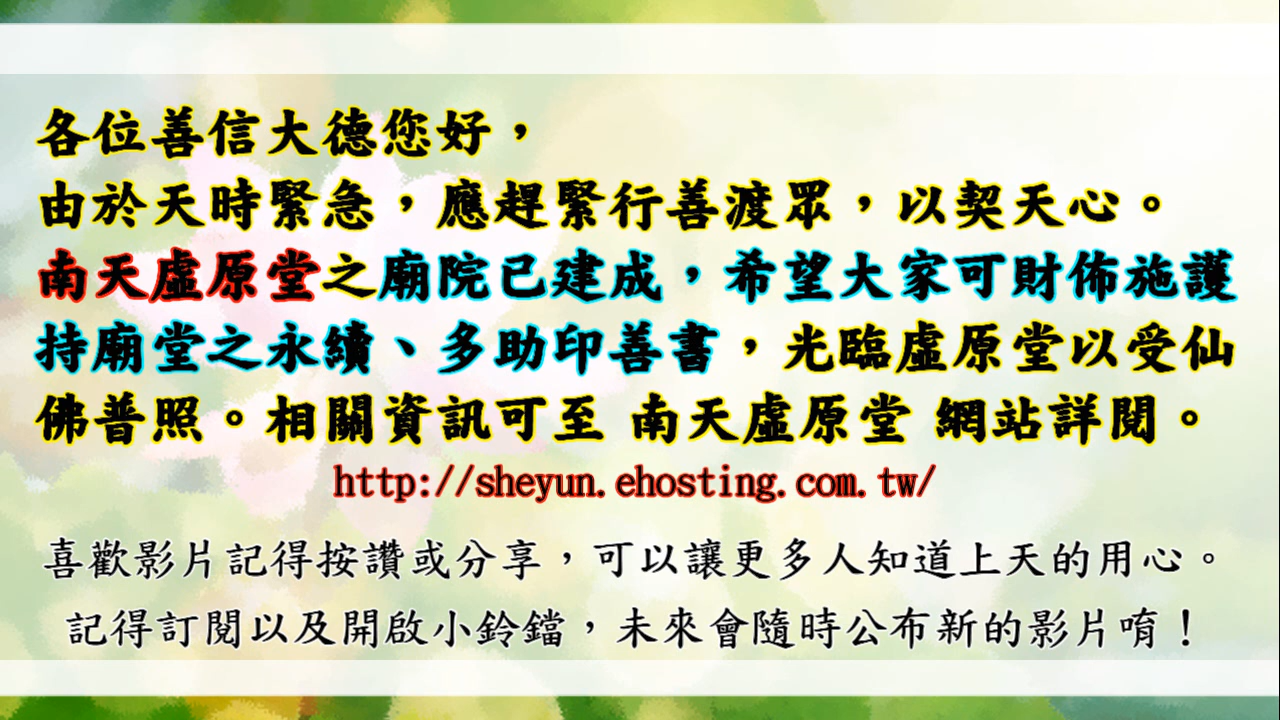 各位善信大德您好，
由於天時緊急，應趕緊行善渡眾，以契天心。
南天虛原堂之廟院已建成，希望大家可財佈施護
持廟堂之永續、多助印善書，光臨虛原堂以受仙
佛普照。相關資訊可至 南天虛原堂 網站詳閱。
http://sheyun.ehosting.com.tw/
喜歡影片記得按讚或分享，可以讓更多人知道上天的用心。
記得訂閱以及開啟小鈴鐺，未來會隨時公布新的影片唷！